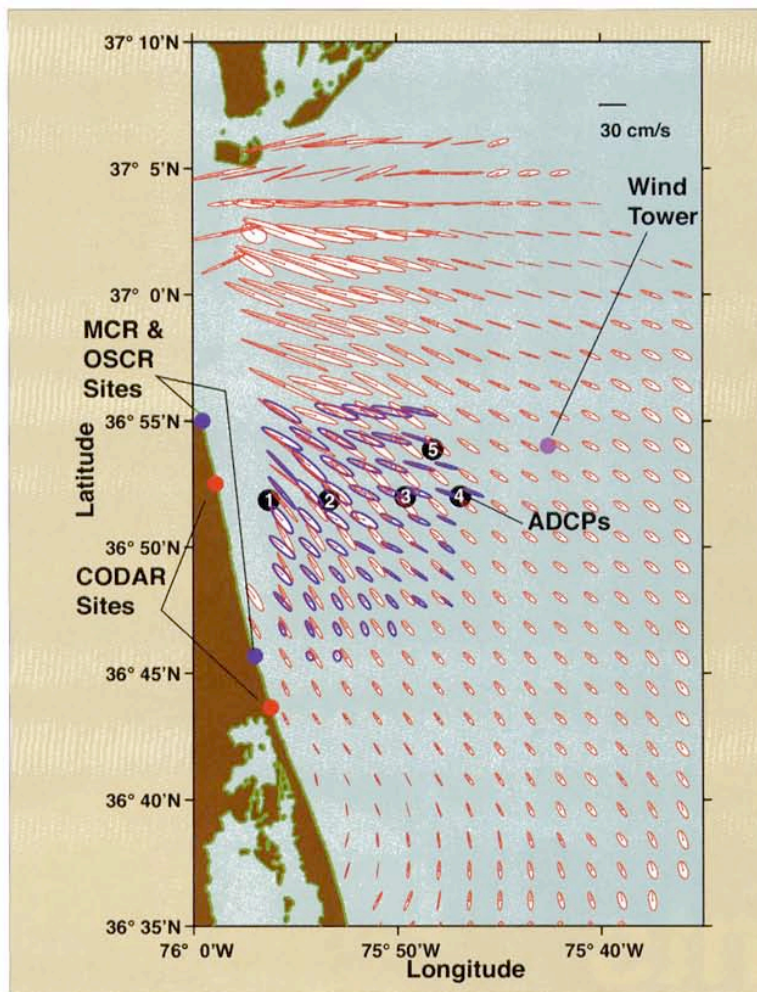 37° 10'N
30 cm/s
37° 5'N
Wind
Tower
37° 0'N
MCR &
OSCR
Sites
36° 55'N
Latitude
5
1
2
3
4
ADCPs
36° 50'N
CODAR
Sites
36° 45'N
36° 40'N
36° 35'N
76° 0'W
75° 50'W
75° 40'W
Longitude